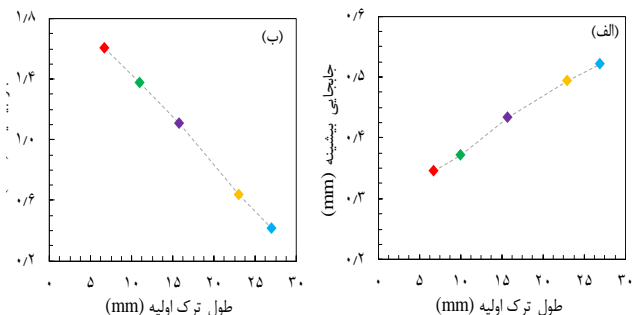 (الف)
جابجایی بیشینه (mm)
۰/۶
۰/۵
۰/۴
۰/۳
۰/۲
۰ ۵ ۱۰ ۱۵ ۲۰ ۲۵ ۳۰
طول ترک اولیه (mm)
(ب)
۱/۸
۱/۴
۱/۰
۰/۶
۰/۲
۰ ۵ ۱۰ ۱۵ ۲۰ ۲۵ ۳۰
طول ترک اولیه (mm)